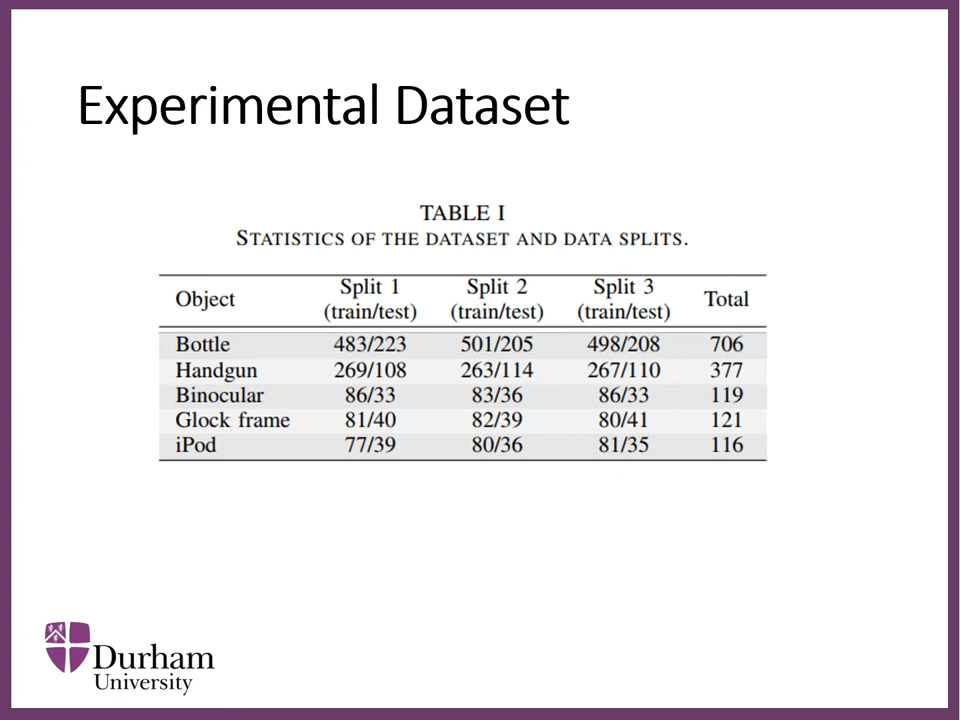 Experimental Dataset
TABLE I
STATISTICS OF THE DATASET AND DATA SPLITS.
Object Split 1 (train/test) Split 2 (train/test) Split 3 (train/test) Total
Bottle 483/223 501/205 498/208 706
Handgun 269/108 263/114 267/110 377
Binocular 86/33 83/36 86/33 119
Glock frame 81/40 82/39 80/41 121
iPod 77/39 80/36 81/35 116
Durham
University